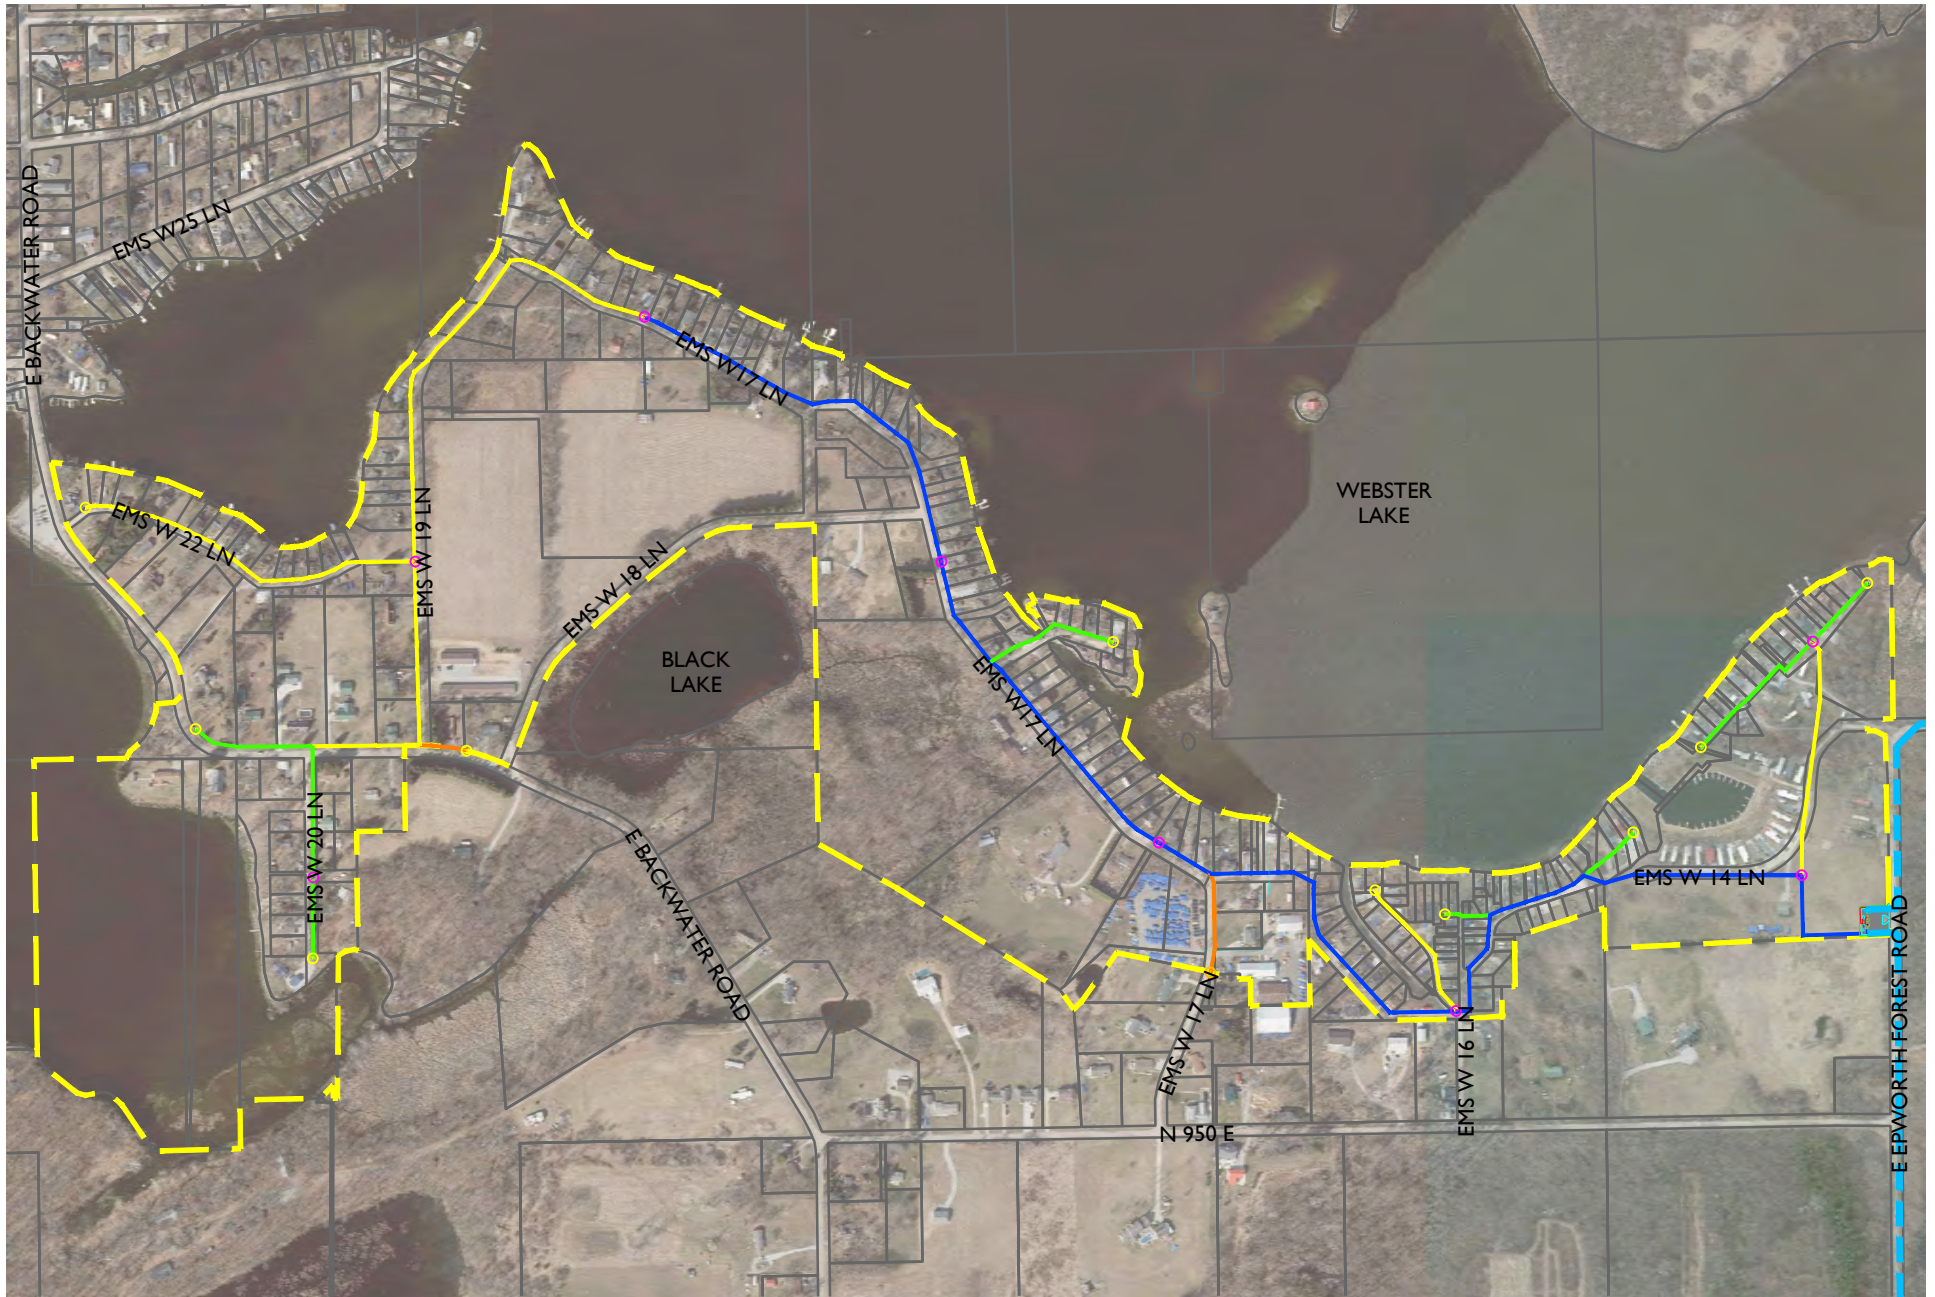 E BACKWATER ROAD
EMS W25 LN
EMS W17 LN
EMS W 22 LN
EMS W 19 LN
EMS W 18 LN
BLACK
LAKE
WEBSTER
LAKE
EMS W17 LN
EMS W 20 LN
E BACKWATER ROAD
EMS W 14 LN
EMS W 17 LN
EMS W 16 LN
N 950 E
E EPWORTH FOREST ROAD